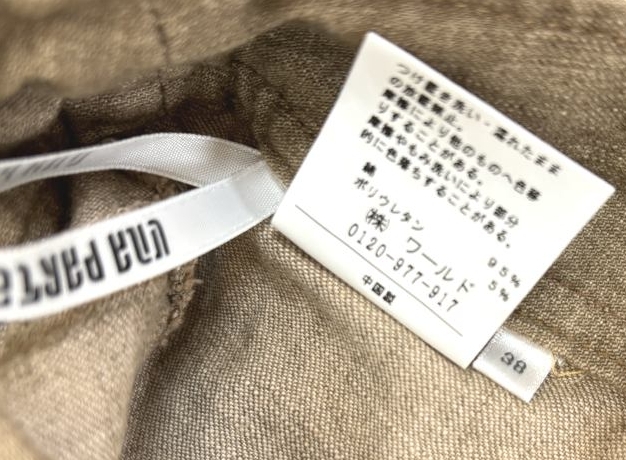 つけ置き洗い・濡れたまま
の放置禁止。
摩擦により他のものへ色移
りすることがある。
摩擦やもみ洗いにより部分
的に色落ちすることがある。
綿 95%
ポリウレタン 5%
(株) ワールド
0120-977-917
中国製
38
una part